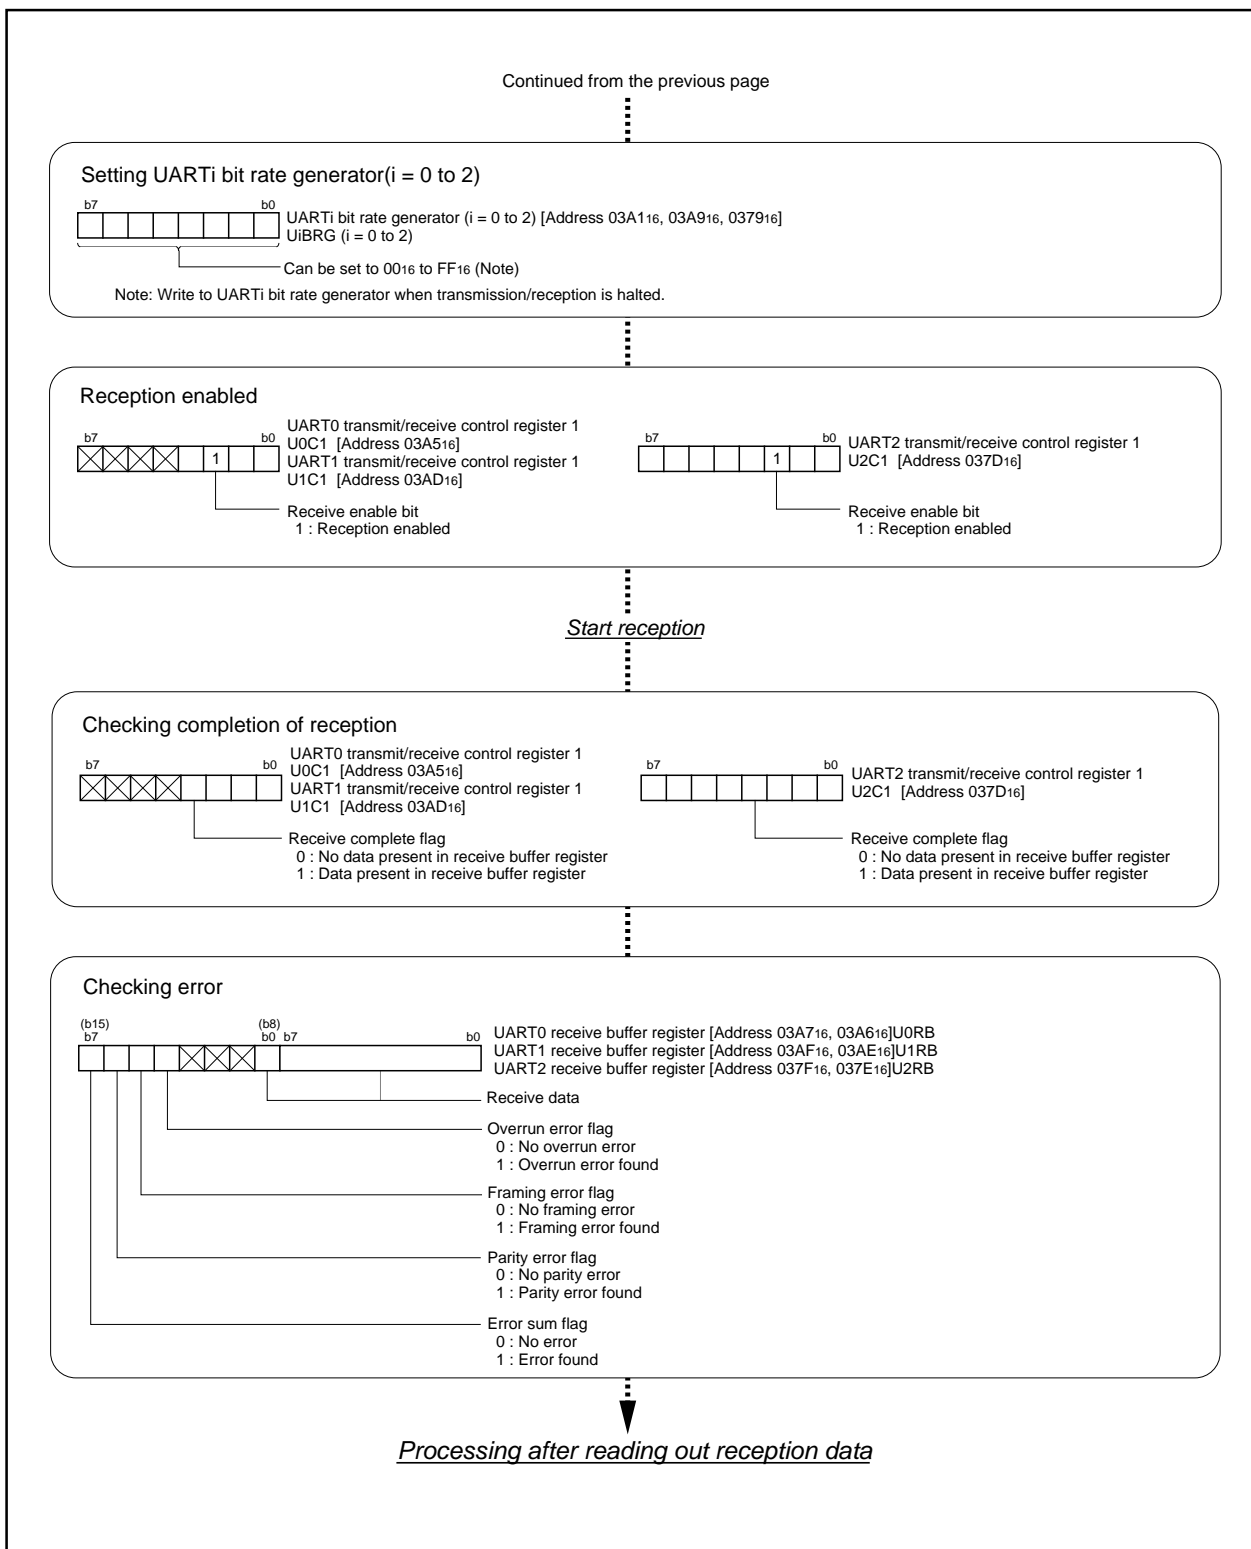 Continued from the previous page
Setting UARTi bit rate generator(i = 0 to 2)
b7 b0
UARTi bit rate generator (i = 0 to 2) [Address 03A116, 03A916, 037916]
UiBRG (i = 0 to 2)
Can be set to 0016 to FF16 (Note)
Note: Write to UARTi bit rate generator when transmission/reception is halted.
Reception enabled
b7 b0
1
UART0 transmit/receive control register 1
U0C1 [Address 03A516]
UART1 transmit/receive control register 1
U1C1 [Address 03AD16]
Receive enable bit
1 : Reception enabled
b7 b0
1
UART2 transmit/receive control register 1
U2C1 [Address 037D16]
Receive enable bit
1 : Reception enabled
Start reception
Checking completion of reception
b7 b0
UART0 transmit/receive control register 1
U0C1 [Address 03A516]
UART1 transmit/receive control register 1
U1C1 [Address 03AD16]
Receive complete flag
0 : No data present in receive buffer register
1 : Data present in receive buffer register
b7 b0
UART2 transmit/receive control register 1
U2C1 [Address 037D16]
Receive complete flag
0 : No data present in receive buffer register
1 : Data present in receive buffer register
Checking error
(b15) (b8)
b7 b0 b7 b0
UART0 receive buffer register [Address 03A716, 03A616]U0RB
UART1 receive buffer register [Address 03AF16, 03AE16]U1RB
UART2 receive buffer register [Address 037F16, 037E16]U2RB
Receive data
Overrun error flag
0 : No overrun error
1 : Overrun error found
Framing error flag
0 : No framing error
1 : Framing error found
Parity error flag
0 : No parity error
1 : Parity error found
Error sum flag
0 : No error
1 : Error found
Processing after reading out reception data